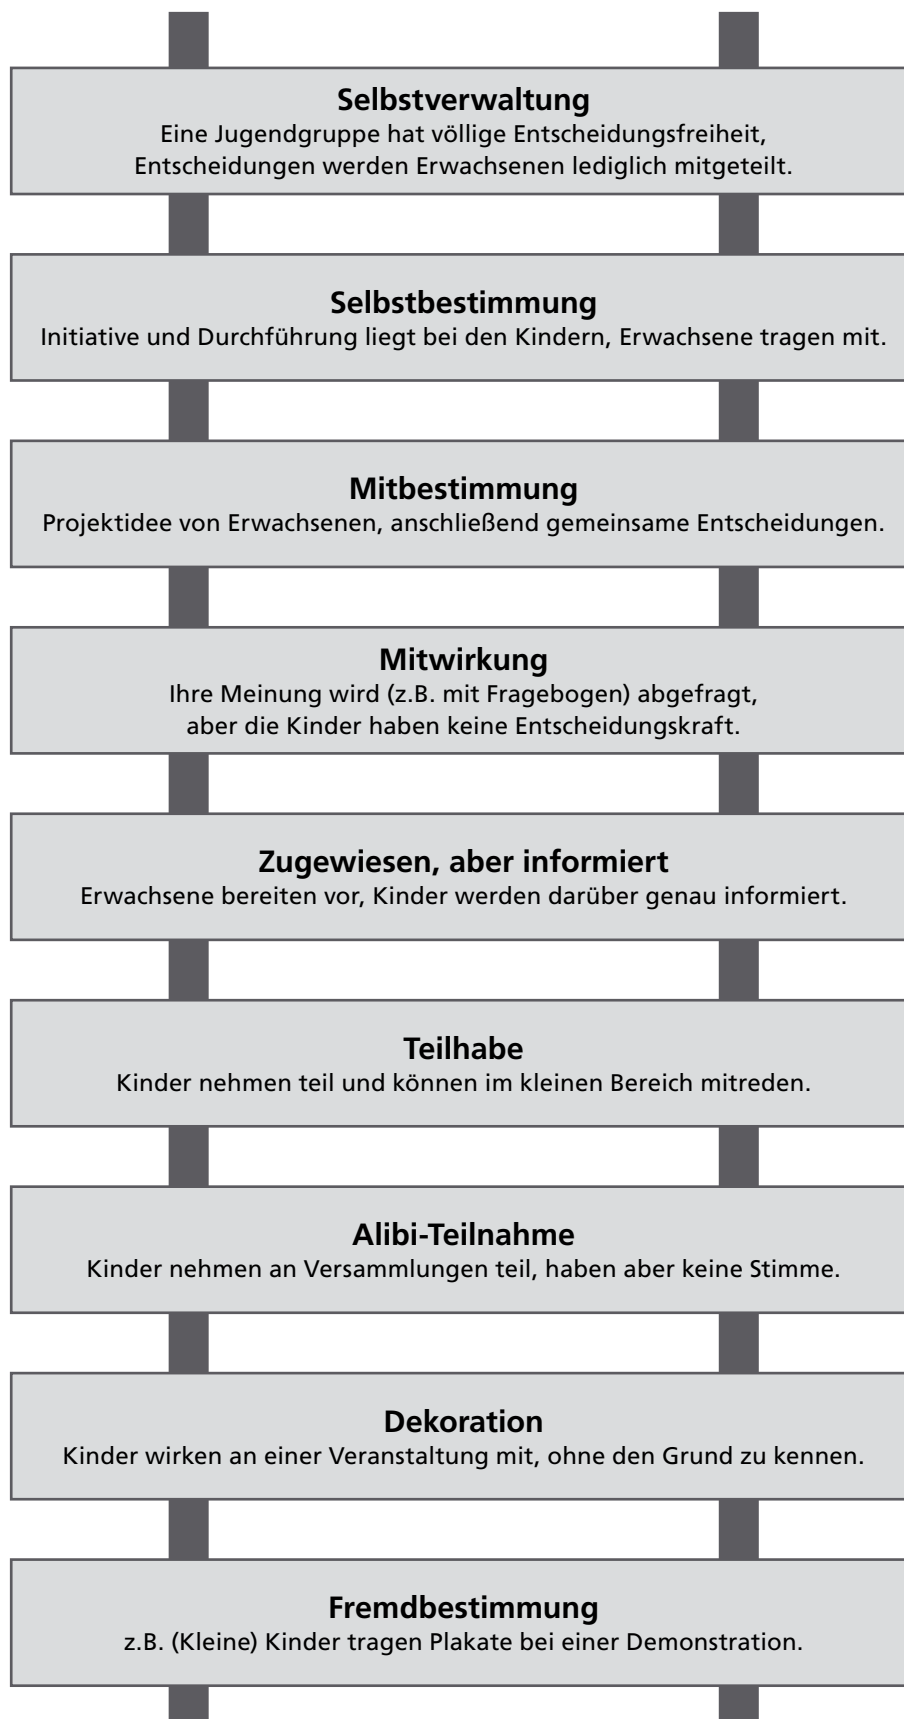 Selbstverwaltung
Eine Jugendgruppe hat völlige Entscheidungsfreiheit,
Entscheidungen werden Erwachsenen lediglich mitgeteilt.
Selbstbestimmung
Initiative und Durchführung liegt bei den Kindern, Erwachsene tragen mit.
Mitbestimmung
Projektidee von Erwachsenen, anschließend gemeinsame Entscheidungen.
Mitwirkung
Ihre Meinung wird (z.B. mit Fragebogen) abgefragt,
aber die Kinder haben keine Entscheidungskraft.
Zugewiesen, aber informiert
Erwachsene bereiten vor, Kinder werden darüber genau informiert.
Teilhabe
Kinder nehmen teil und können im kleinen Bereich mitreden.
Alibi-Teilnahme
Kinder nehmen an Versammlungen teil, haben aber keine Stimme.
Dekoration
Kinder wirken an einer Veranstaltung mit, ohne den Grund zu kennen.
Fremdbestimmung
z.B. (Kleine) Kinder tragen Plakate bei einer Demonstration.